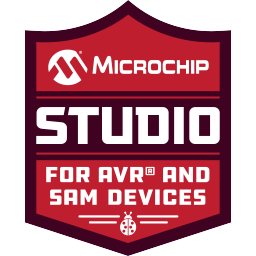 MICROCHIP
STUDIO
FOR AVR® AND
SAM DEVICES